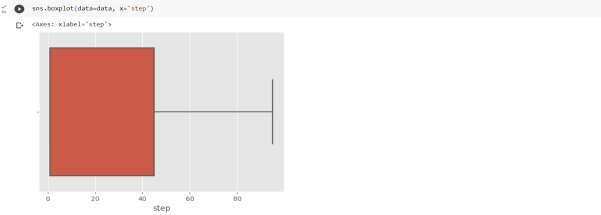 sns.boxplot(data=data, x="step")
<Axes: xlabel='step'>
0 20 40 60 80
step